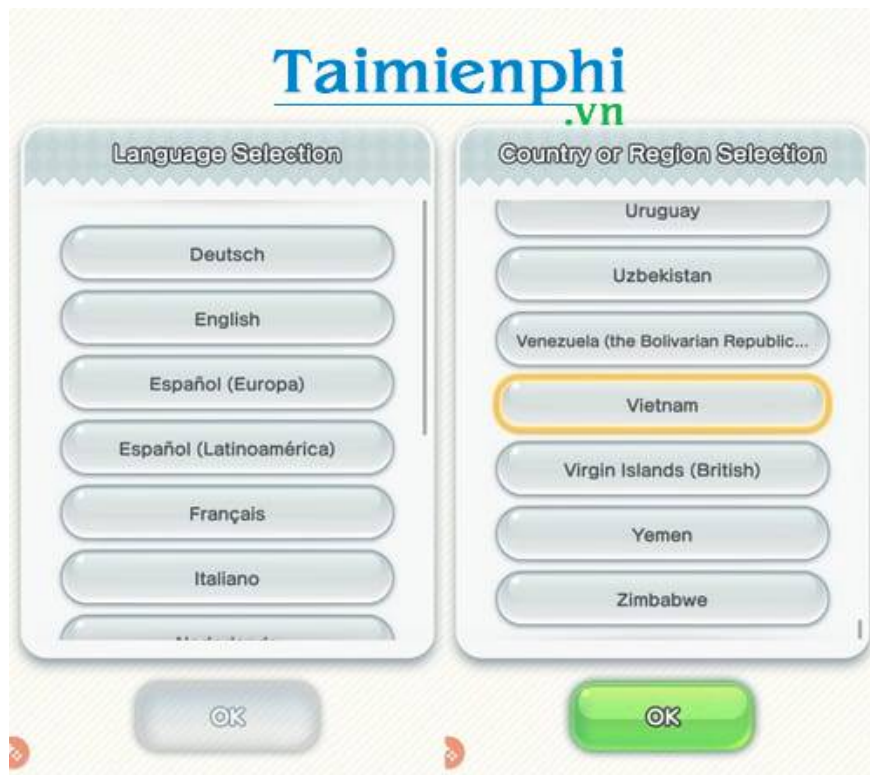 Taimienphi
.vn
Language Selection
Deutsch
English
Español (Europa)
Español (Latinoamérica)
Français
Italiano
OK
Country or Region Selection
Uruguay
Uzbekistan
Venezuela (the Bolivarian Republic...
Vietnam
Virgin Islands (British)
Yemen
Zimbabwe
OK